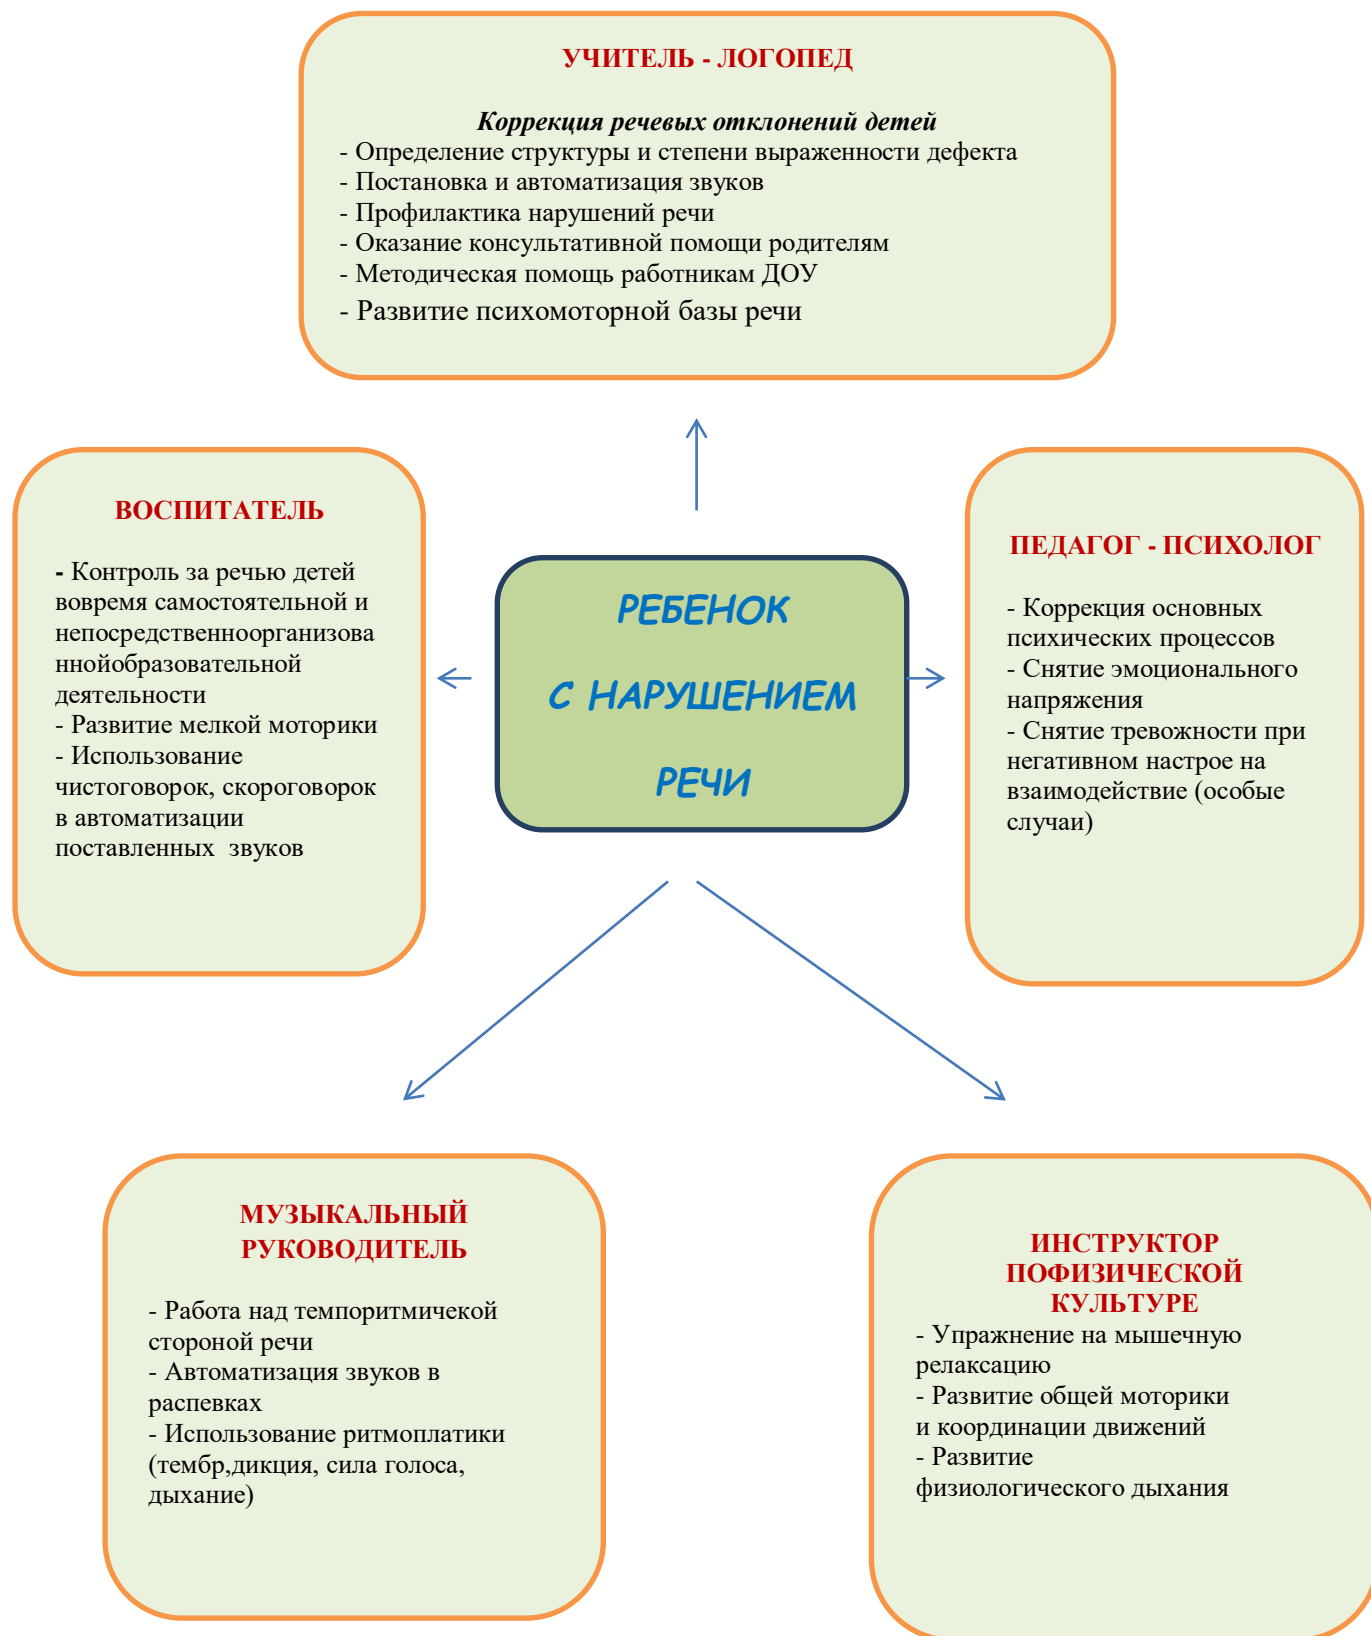 УЧИТЕЛЬ - ЛОГОПЕД
Коррекция речевых отклонений детей
- Определение структуры и степени выраженности дефекта
- Постановка и автоматизация звуков
- Профилактика нарушений речи
- Оказание консультативной помощи родителям
- Методическая помощь работникам ДОУ
- Развитие психомоторной базы речи
ВОСПИТАТЕЛЬ
- Контроль за речью детей
вовремя самостоятельной и
непосредственноорганизова
ннойобразовательной
деятельности
- Развитие мелкой моторики
- Использование
чистоговорок, скороговорок
в автоматизации
поставленных  звуков
РЕБЕНОК
С НАРУШЕНИЕМ
РЕЧИ
ПЕДАГОГ - ПСИХОЛОГ
- Коррекция основных
психических процессов
- Снятие эмоционального
напряжения
- Снятие тревожности при
негативном настрое на
взаимодействие (особые
случаи)
МУЗЫКАЛЬНЫЙ
РУКОВОДИТЕЛЬ
- Работа над темпоритмичекой
стороной речи
- Автоматизация звуков в
распевках
- Использование ритмоплатики
(тембр,дикция, сила голоса,
дыхание)
ИНСТРУКТОР
ПОФИЗИЧЕСКОЙ
КУЛЬТУРЕ
- Упражнение на мышечную
релаксацию
- Развитие общей моторики
и координации движений
- Развитие
физиологического дыхания